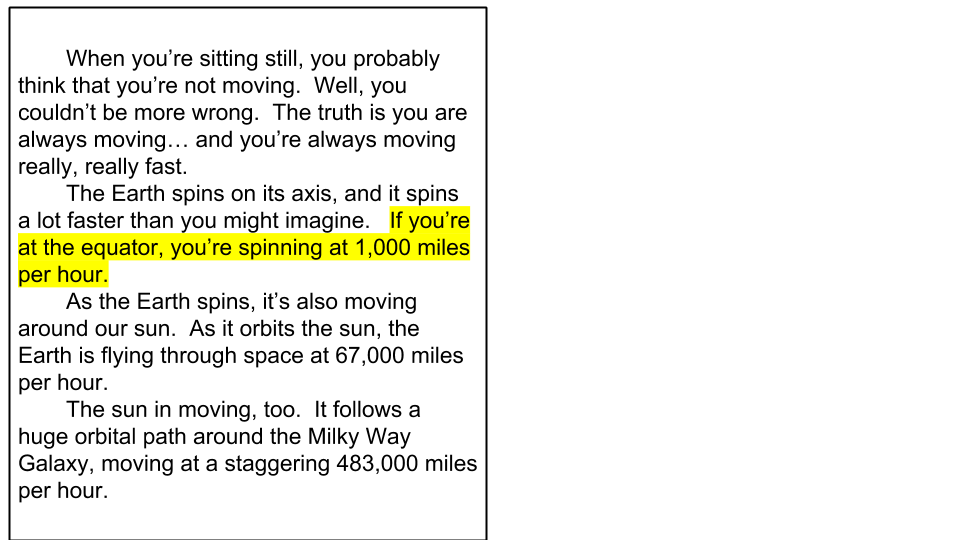 When you're sitting still, you probably
think that you're not moving.  Well, you
couldn't be more wrong.  The truth is you are
always moving… and you're always moving
really, really fast.
The Earth spins on its axis, and it spins
a lot faster than you might imagine.   If you're
at the equator, you're spinning at 1,000 miles
per hour.
As the Earth spins, it's also moving
around our sun.  As it orbits the sun, the
Earth is flying through space at 67,000 miles
per hour.
The sun in moving, too.  It follows a
huge orbital path around the Milky Way
Galaxy, moving at a staggering 483,000 miles
per hour.